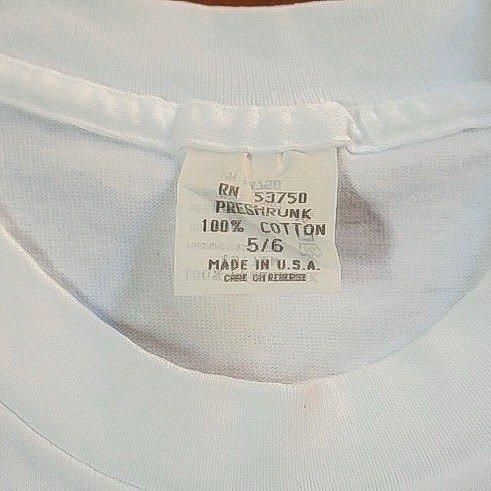 RN 53750
PRESHRUNK
100% COTTON
5/6
MADE IN U.S.A.
CARE ON REVERSE